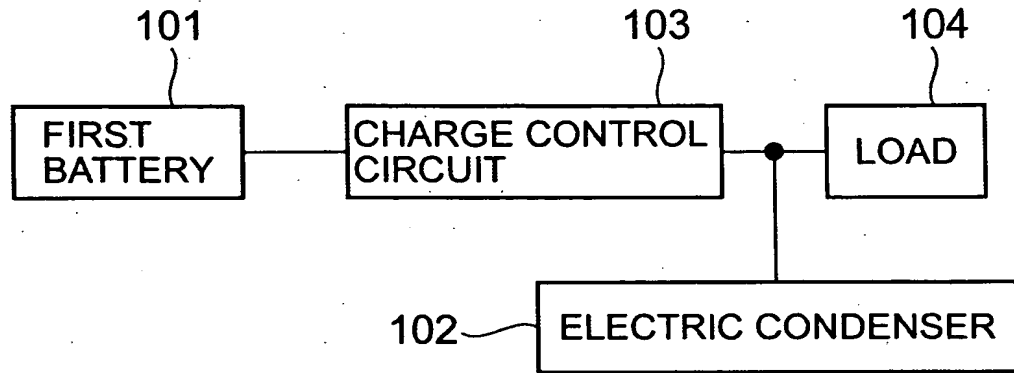 101
103
104
FIRST
BATTERY
CHARGE CONTROL
CIRCUIT
LOAD
102
ELECTRIC CONDENSER